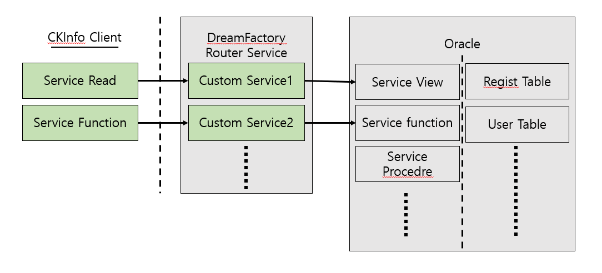 CKInfo Client
DreamFactory
Router Service
Oracle
Service Read
Custom Service1
Service View
Regist Table
Service Function
Custom Service2
Service function
User Table
Service
Procedre